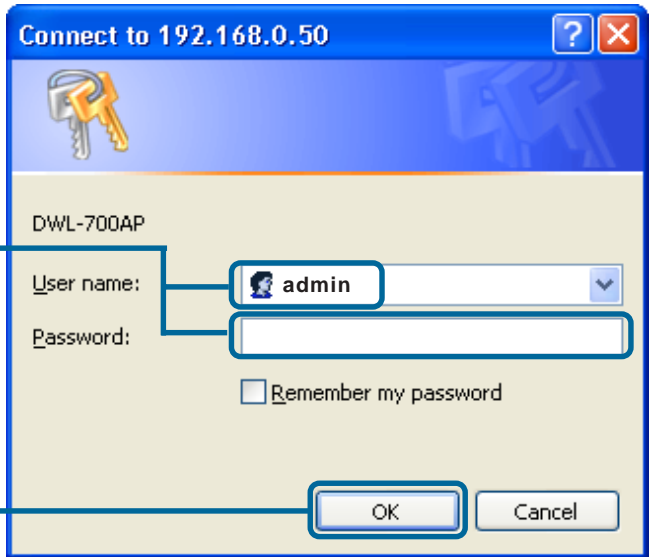 Connect to 192.168.0.50
?
DWL-700AP
User name:
admin
Password:
Remember my password
OK
Cancel